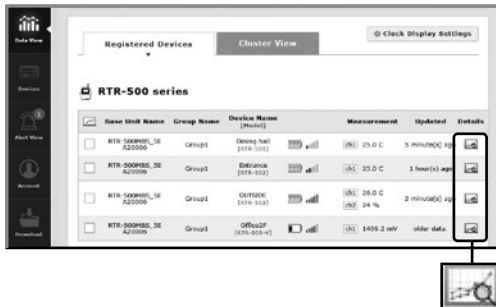 Data View
Registered Devices
Cluster View
Clock Display Settings
Devices
RTR-500 series
1
Alert View
Base Unit Name Group Name Device Name [Model] Measurement Updated Details
RTR-500MBS_SE A20006 Group1 Dining hall [RTR-501] ch1 25.0 C 5 minute(s) ago
RTR-500MBS_SE A20006 Group1 Entrance [RTR-502] ch1 25.0 C 1 hour(s) ago
Account
RTR-500MBS_SE A20006 Group1 OUTSIDE ch1 26.0 C
ch2 24 % 2 minute(s) ago
RTR-500MBS_SE A20006 Group1 Office2F ch1 1409.2 mV older data
Download